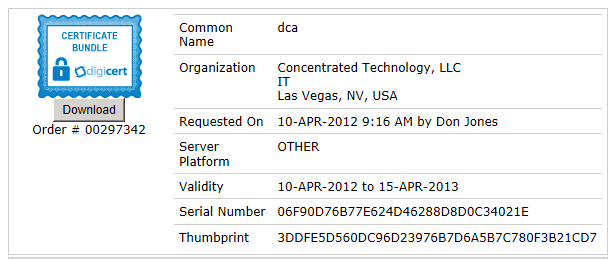 CERTIFICATE
BUNDLE
digicert
Download
Order # 00297342
Common
Name
dca
Organization
Concentrated Technology, LLC
IT
Las Vegas, NV, USA
Requested On
10-APR-2012 9:16 AM by Don Jones
Server
Platform
OTHER
Validity
10-APR-2012 to 15-APR-2013
Serial Number
06F90D76B77E624D46288D8D0C34021E
Thumbprint
3DDFE5D560DC96D23976B7D6A5B7C780F3B21CD7